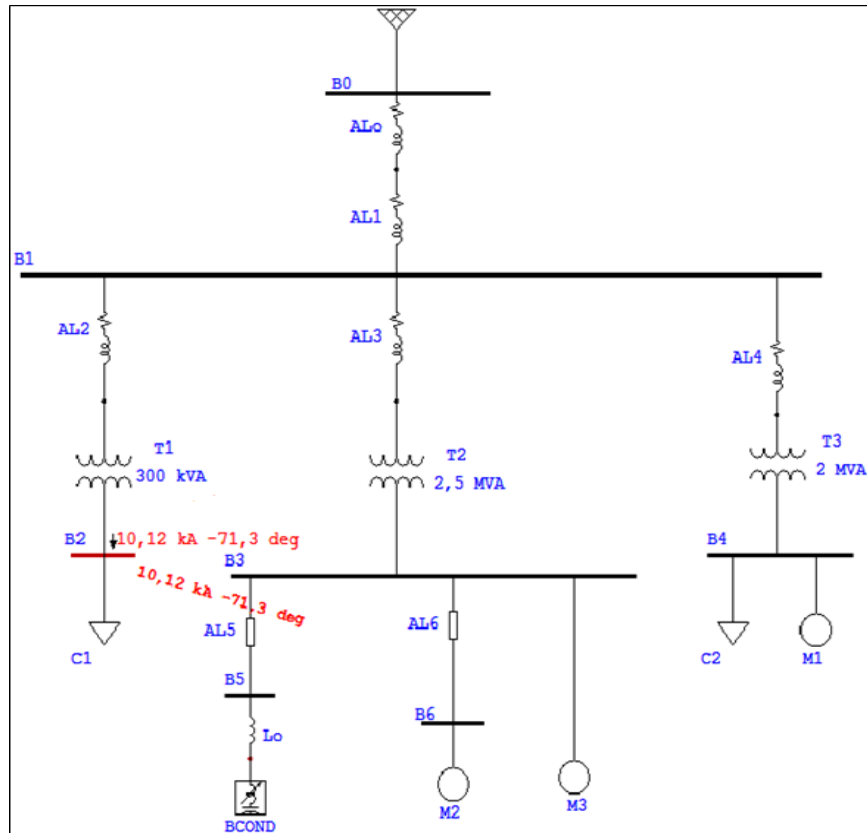 B0
ALo
AL1
B1
AL2
AL3
AL4
T1
300 kVA
T2
2,5 MVA
T3
2 MVA
B2
10,12 kA -71,3 deg
B3
B4
10,12 kA -71,3 deg
AL5
AL6
C1
C2
M1
B5
B6
Lo
M2
M3
BCOND